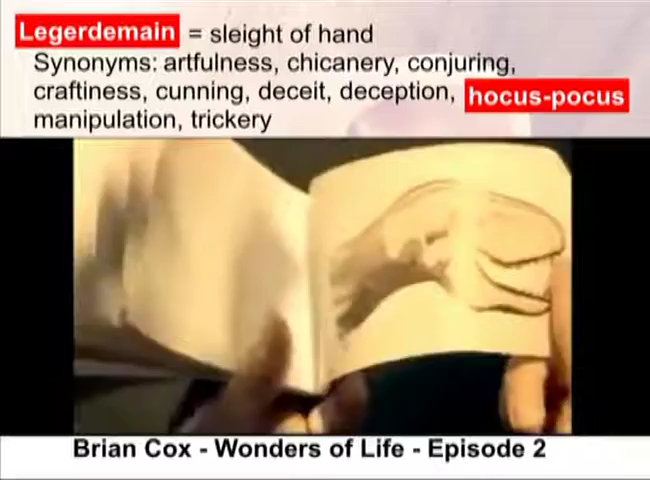 Legerdemain = sleight of hand
Synonyms: artfulness, chicanery, conjuring,
craftiness, cunning, deceit, deception, hocus-pocus
manipulation, trickery
Brian Cox - Wonders of Life - Episode 2